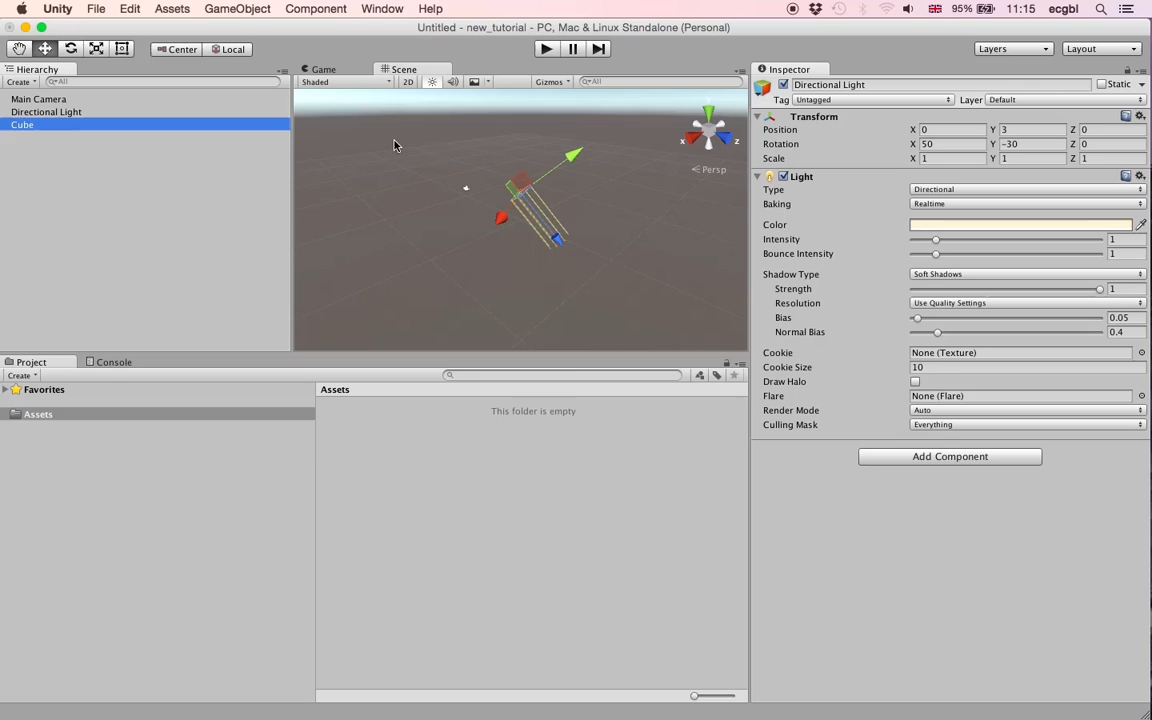 Unity File Edit Assets GameObject Component Window Help 95% 11:15 ecgbl
Untitled - new_tutorial - PC, Mac & Linux Standalone (Personal)
Center Local Layers Layout
Hierarchy
Create All
Main Camera
Directional Light
Cube
Game Scene
Shaded 2D Gizmos All
x z
Persp
Inspector
Directional Light Static
Tag Untagged Layer Default
Transform
Position X 0 Y 3 Z 0
Rotation X 50 Y -30 Z 0
Scale X 1 Y 1 Z 1
Light
Type Directional
Baking Realtime
Color
Intensity 1
Bounce Intensity 1
Shadow Type Soft Shadows
Strength 1
Resolution Use Quality Settings
Bias 0.05
Normal Bias 0.4
Cookie None (Texture)
Cookie Size 10
Draw Halo
Flare None (Flare)
Render Mode Auto
Culling Mask Everything
Add Component
Project Console
Create
Favorites
Assets
Assets
This folder is empty